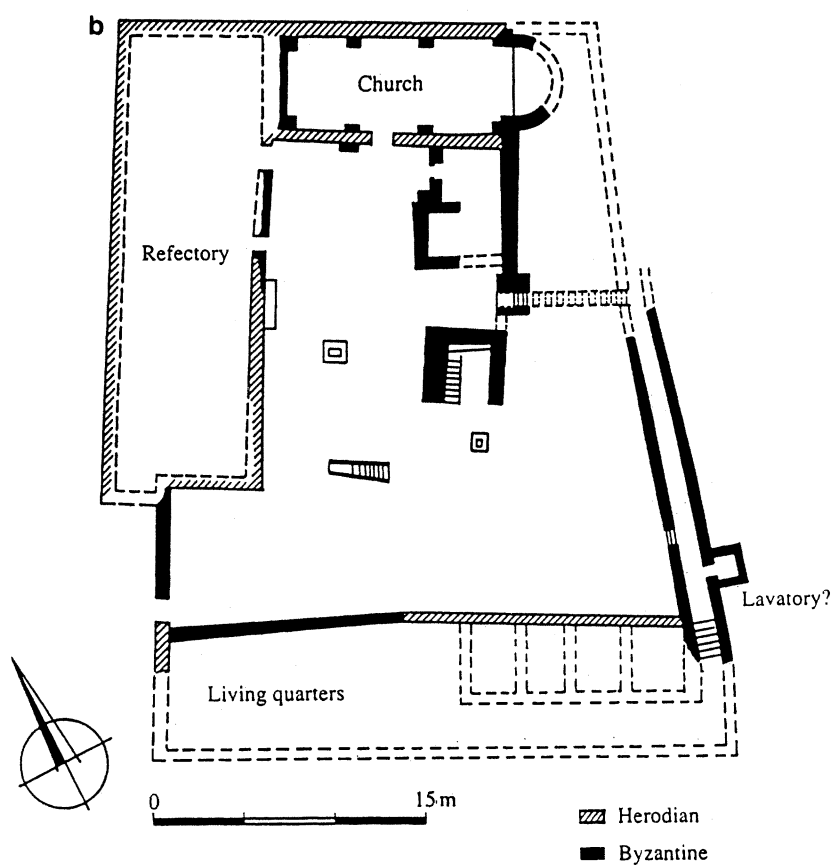 b
Church
Refectory
Lavatory?
Living quarters
0 15 m
Herodian
Byzantine